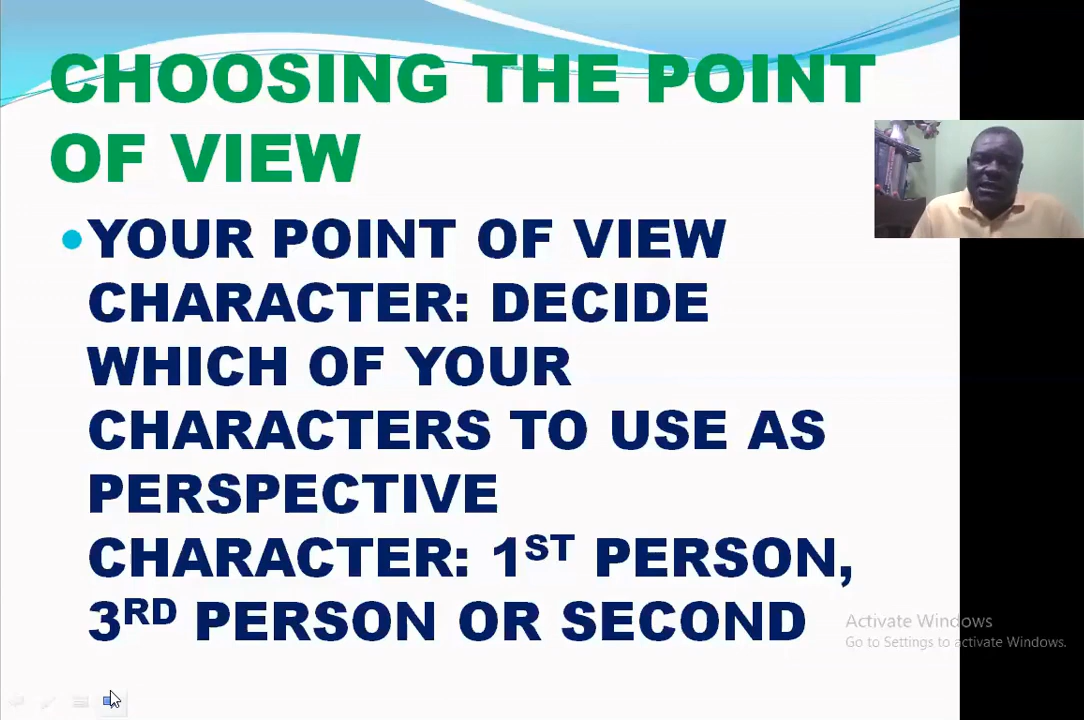 CHOOSING THE POINT
OF VIEW
•YOUR POINT OF VIEW
CHARACTER: DECIDE
WHICH OF YOUR
CHARACTERS TO USE AS
PERSPECTIVE
CHARACTER: 1ST PERSON,
3RD PERSON OR SECOND
Activate Windows
Go to Settings to activate Windows.